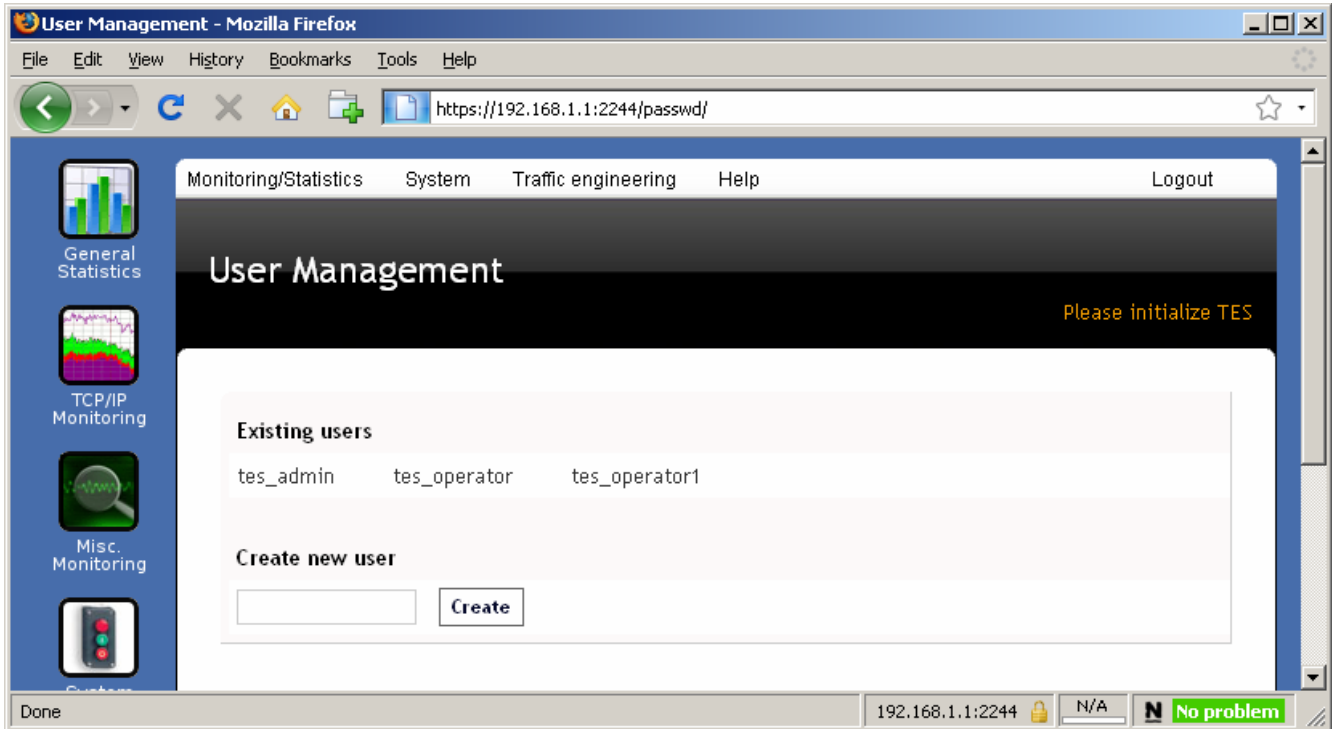 User Management - Mozilla Firefox
File Edit View History Bookmarks Tools Help
https://192.168.1.1:2244/passwd/
Monitoring/Statistics System Traffic engineering Help Logout
General
Statistics
User Management
Please initialize TES
TCP/IP
Monitoring
Existing users
tes_admin tes_operator tes_operator1
Misc.
Monitoring
Create new user
Create
System
Done 192.168.1.1:2244 N/A N No problem